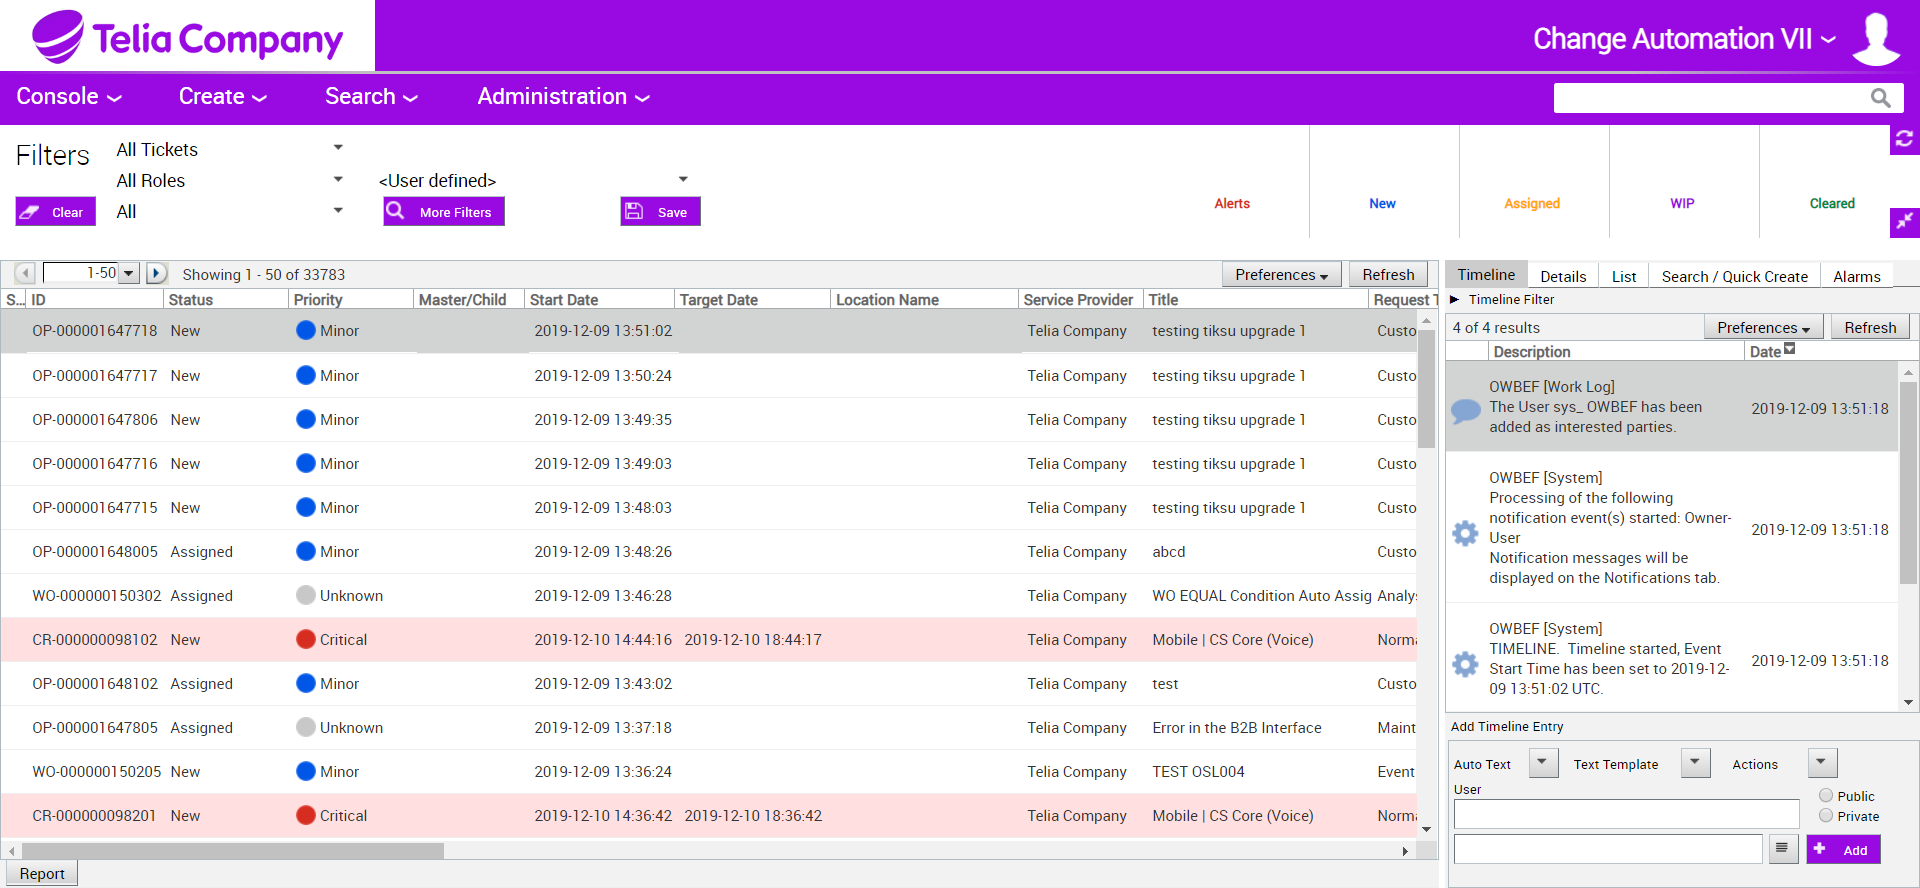 Telia Company
Change Automation VII
Console Create Search Administration
Filters
All Tickets
All Roles
<User defined>
Clear
All
More Filters
Save
Alerts
New
Assigned
WIP
Cleared
1-50
Showing 1 - 50 of 33783
Preferences
Refresh
S... ID Status Priority Master/Child Start Date Target Date Location Name Service Provider Title Request T
OP-000001647718 New Minor 2019-12-09 13:51:02 Telia Company testing tiksu upgrade 1 Custo
OP-000001647717 New Minor 2019-12-09 13:50:24 Telia Company testing tiksu upgrade 1 Custo
OP-000001647806 New Minor 2019-12-09 13:49:35 Telia Company testing tiksu upgrade 1 Custo
OP-000001647716 New Minor 2019-12-09 13:49:03 Telia Company testing tiksu upgrade 1 Custo
OP-000001647715 New Minor 2019-12-09 13:48:03 Telia Company testing tiksu upgrade 1 Custo
OP-000001648005 Assigned Minor 2019-12-09 13:48:26 Telia Company abcd Custo
WO-000000150302 Assigned Unknown 2019-12-09 13:46:28 Telia Company WO EQUAL Condition Auto Assig Analys
CR-000000098102 New Critical 2019-12-10 14:44:16 2019-12-10 18:44:17 Telia Company Mobile | CS Core (Voice) Norma
OP-000001648102 Assigned Minor 2019-12-09 13:43:02 Telia Company test Custo
OP-000001647805 Assigned Unknown 2019-12-09 13:37:18 Telia Company Error in the B2B Interface Maint
WO-000000150205 New Minor 2019-12-09 13:36:24 Telia Company TEST OSL004 Event
CR-000000098201 New Critical 2019-12-10 14:36:42 2019-12-10 18:36:42 Telia Company Mobile | CS Core (Voice) Norma
Report
Timeline Details List Search / Quick Create Alarms
Timeline Filter
4 of 4 results
Preferences
Refresh
Description Date
OWBEF [Work Log]
The User sys_ OWBEF has been
added as interested parties.
2019-12-09 13:51:18
OWBEF [System]
Processing of the following
notification event(s) started: Owner-
User
Notification messages will be
displayed on the Notifications tab.
2019-12-09 13:51:18
OWBEF [System]
TIMELINE. Timeline started, Event
Start Time has been set to 2019-12-
09 13:51:02 UTC.
2019-12-09 13:51:18
Add Timeline Entry
Auto Text Text Template Actions
User
Public
Private
Add